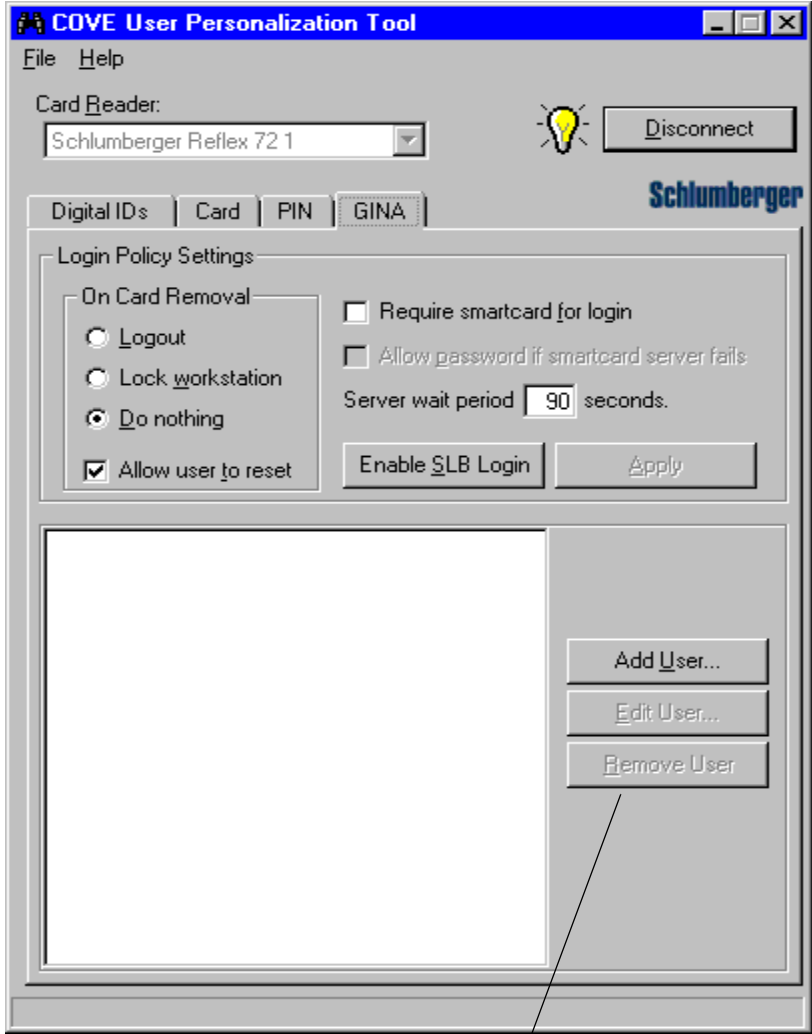 COVE User Personalization Tool
File Help
Card Reader:
Schlumberger Reflex 72 1
Disconnect
Schlumberger
Digital IDs Card PIN GINA
Login Policy Settings
On Card Removal
Logout
Lock workstation
Do nothing
Allow user to reset
Require smartcard for login
Allow password if smartcard server fails
Server wait period 90 seconds.
Enable SLB Login Apply
Add User...
Edit User...
Remove User